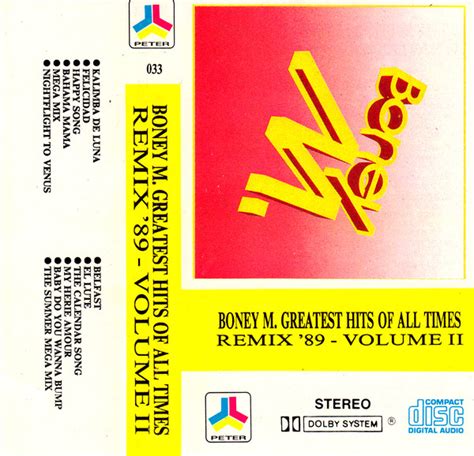 ● KALIMBA DE LUNA
● FELICIDAD
● HAPPY SONG
● BAHAMA MAMA
● MEGA MIX
● NIGHTFLIGHT TO VENUS
● BELFAST
● EL LUTE
● THE CALENDAR SONG
● MY HERIE AMOUR
● BABY DO YOU WANNA BUMP
● THE SUMMER MEGA MIX
PETER
033
BONEY M. GREATEST HITS OF ALL TIMES
REMIX '89 - VOLUME II
PETER
Boney
M.
BONEY M. GREATEST HITS OF ALL TIMES
REMIX '89 - VOLUME II
PETER
STEREO
DOLBY SYSTEM ®
COMPACT
disc
DIGITAL AUDIO